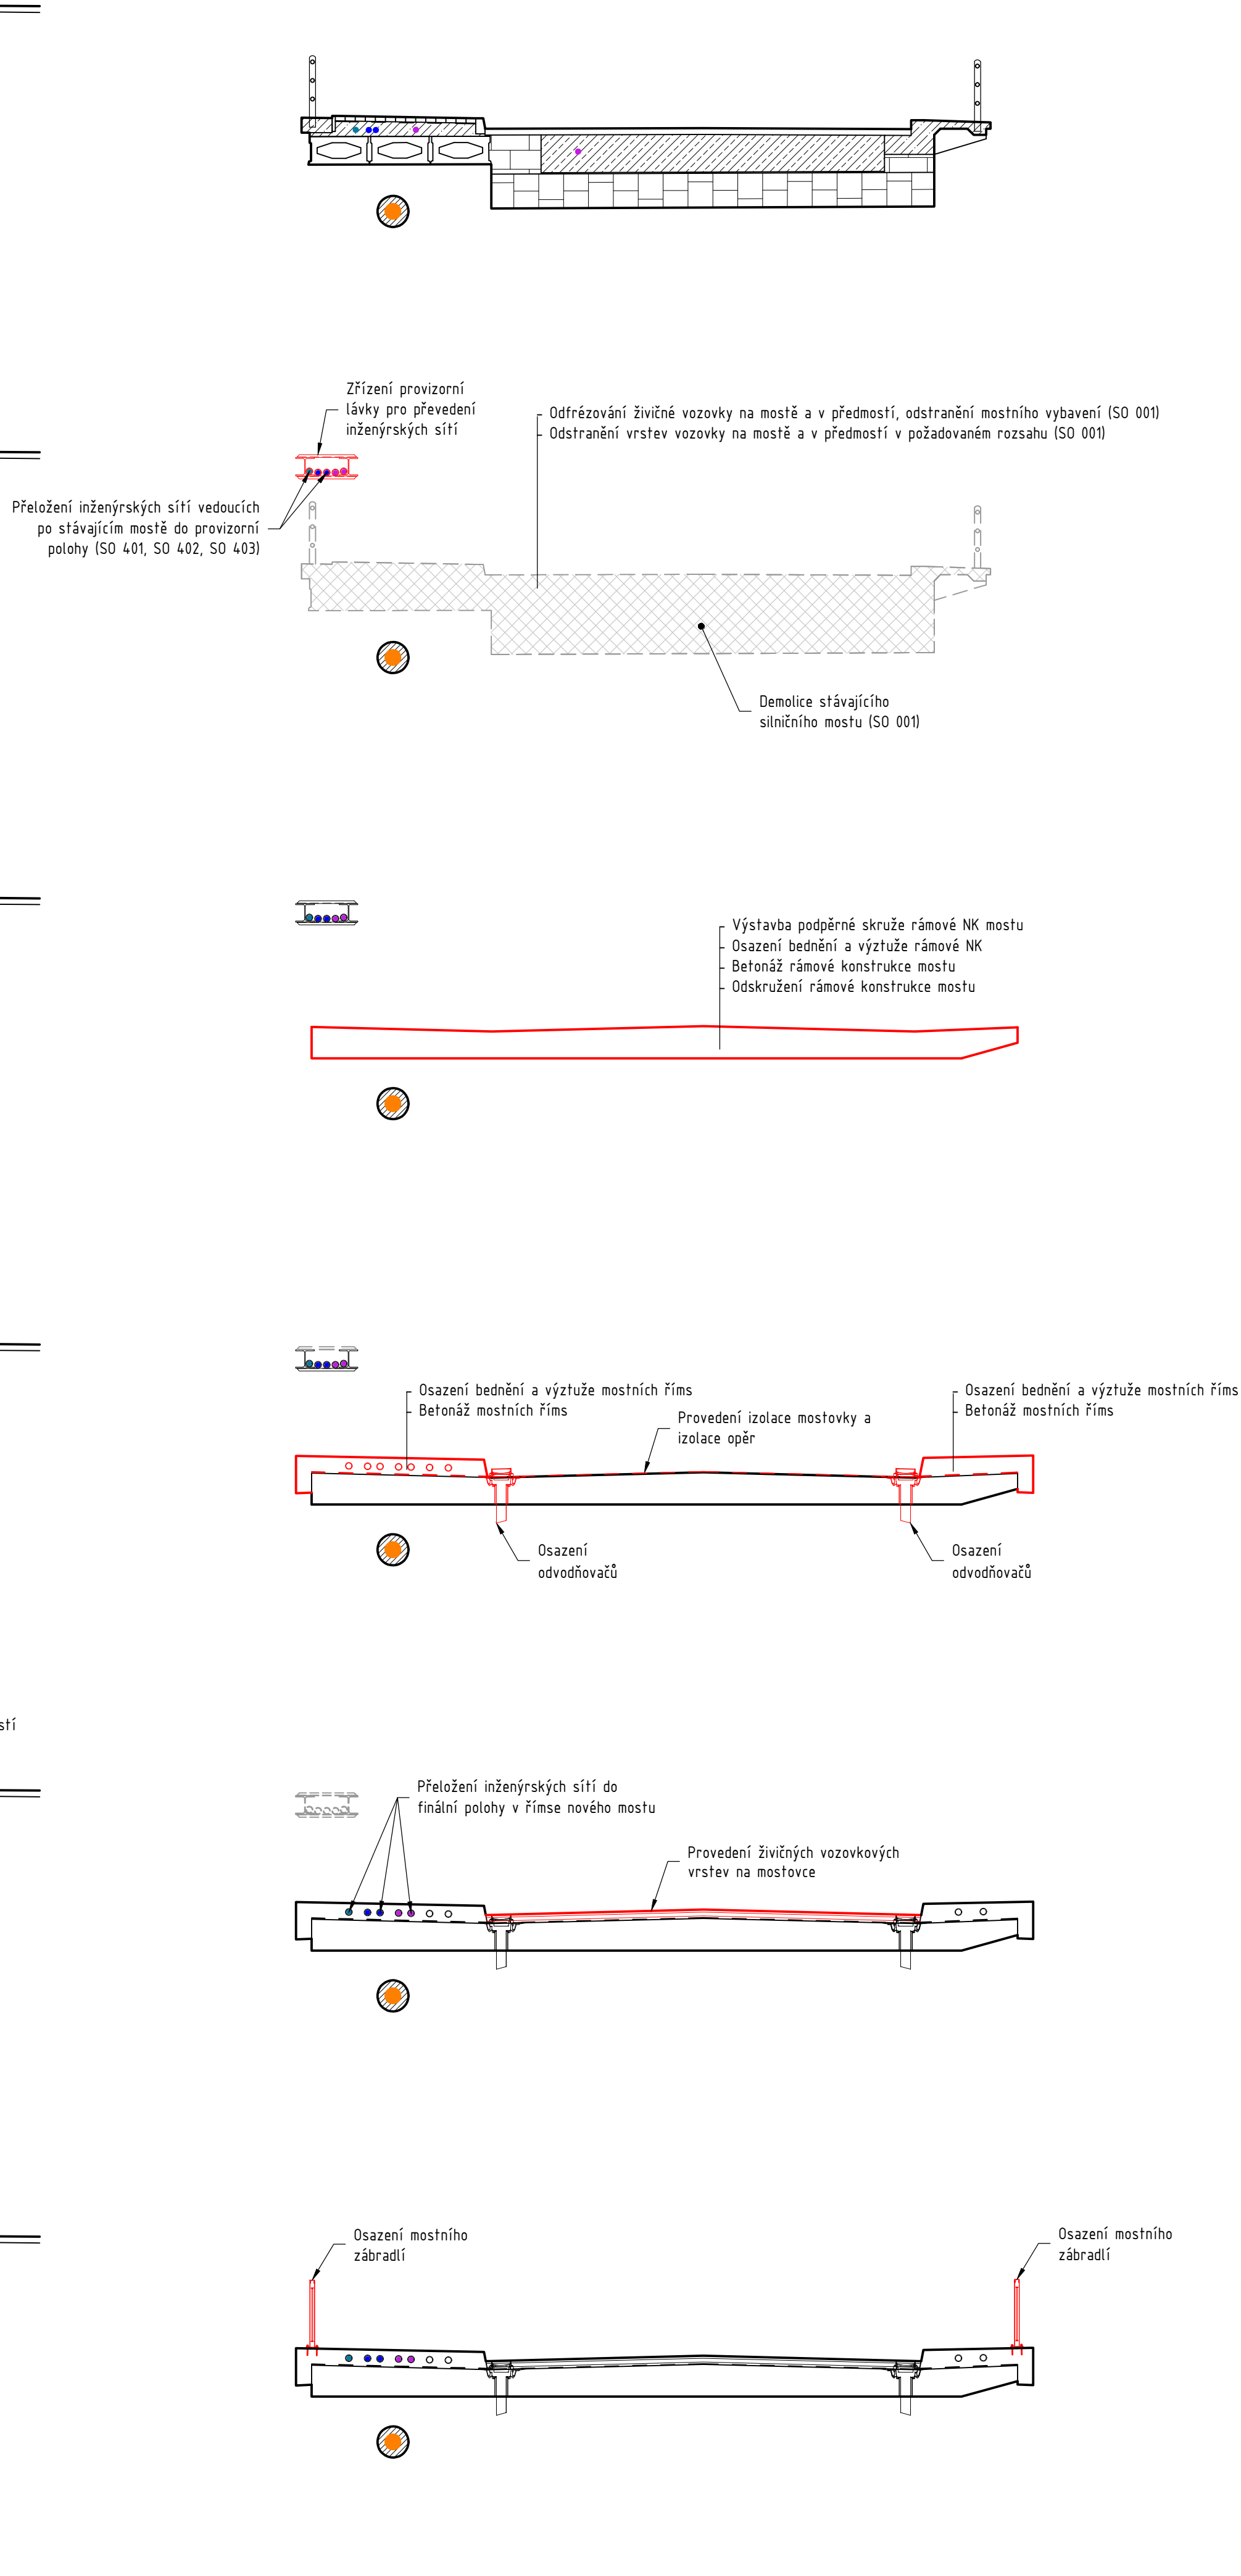 Zřízení provizorní
lávky pro převedení
inženýrských sítí
Odfrézování živičné vozovky na mostě a v předmostí, odstranění mostního vybavení (SO 001)
Odstranění vrstev vozovky na mostě a v předmostí v požadovaném rozsahu (SO 001)
Přeložení inženýrských sítí vedoucích
po stávajícím mostě do provizorní
polohy (SO 401, SO 402, SO 403)
Demolice stávajícího
silničního mostu (SO 001)
Výstavba podpěrné skruže rámové NK mostu
Osazení bednění a výztuže rámové NK
Betonáž rámové konstrukce mostu
Odskružení rámové konstrukce mostu
Osazení bednění a výztuže mostních říms
Betonáž mostních říms
Provedení izolace mostovky a
izolace opěr
Osazení bednění a výztuže mostních říms
Betonáž mostních říms
Osazení
odvodňovačů
Osazení
odvodňovačů
stí
Přeložení inženýrských sítí do
finální polohy v římse nového mostu
Provedení živičných vozovkových
vrstev na mostovce
Osazení mostního
zábradlí
Osazení mostního
zábradlí